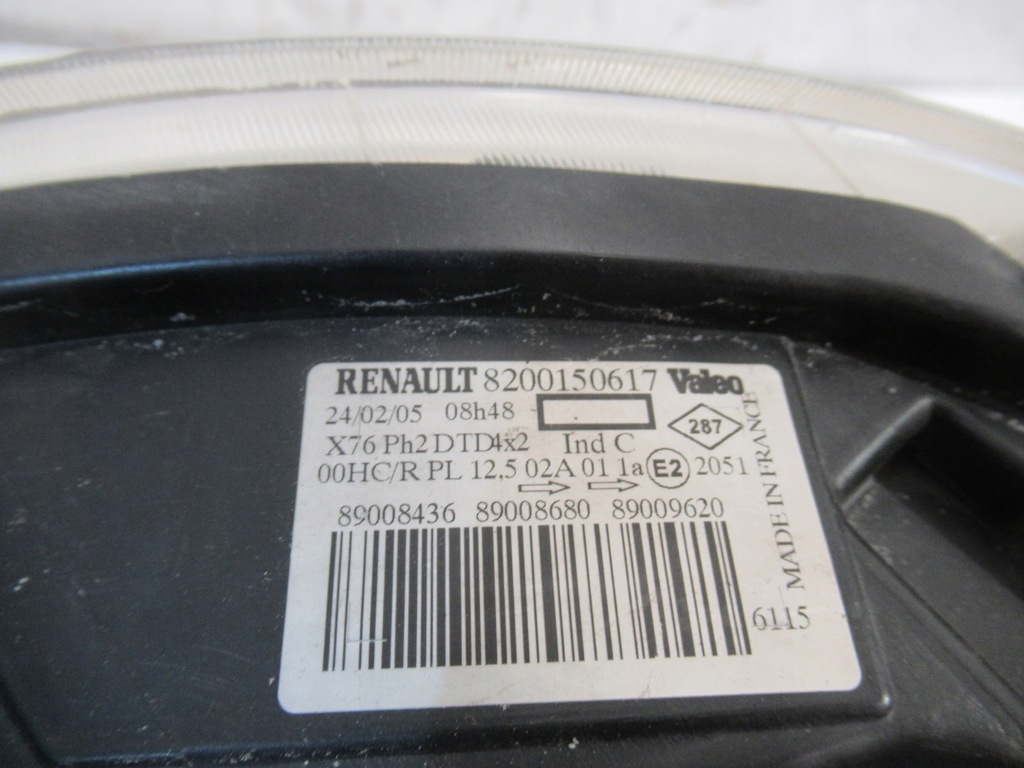 RENAULT 8200150617 Valeo
24/02/05 08h48
287
X76 Ph2 DTD4x2 Ind C
00HC/R PL 12,5 02A 01 1a E2 2051
89008436 89008680 89009620
6115
MADE IN FRANCE